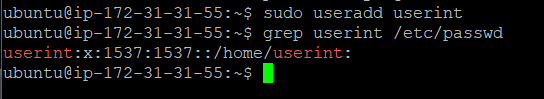 ubuntu@ip-172-31-31-55:~$ sudo useradd userint
ubuntu@ip-172-31-31-55:~$ grep userint /etc/passwd
userint:x:1537:1537::/home/userint:
ubuntu@ip-172-31-31-55:~$